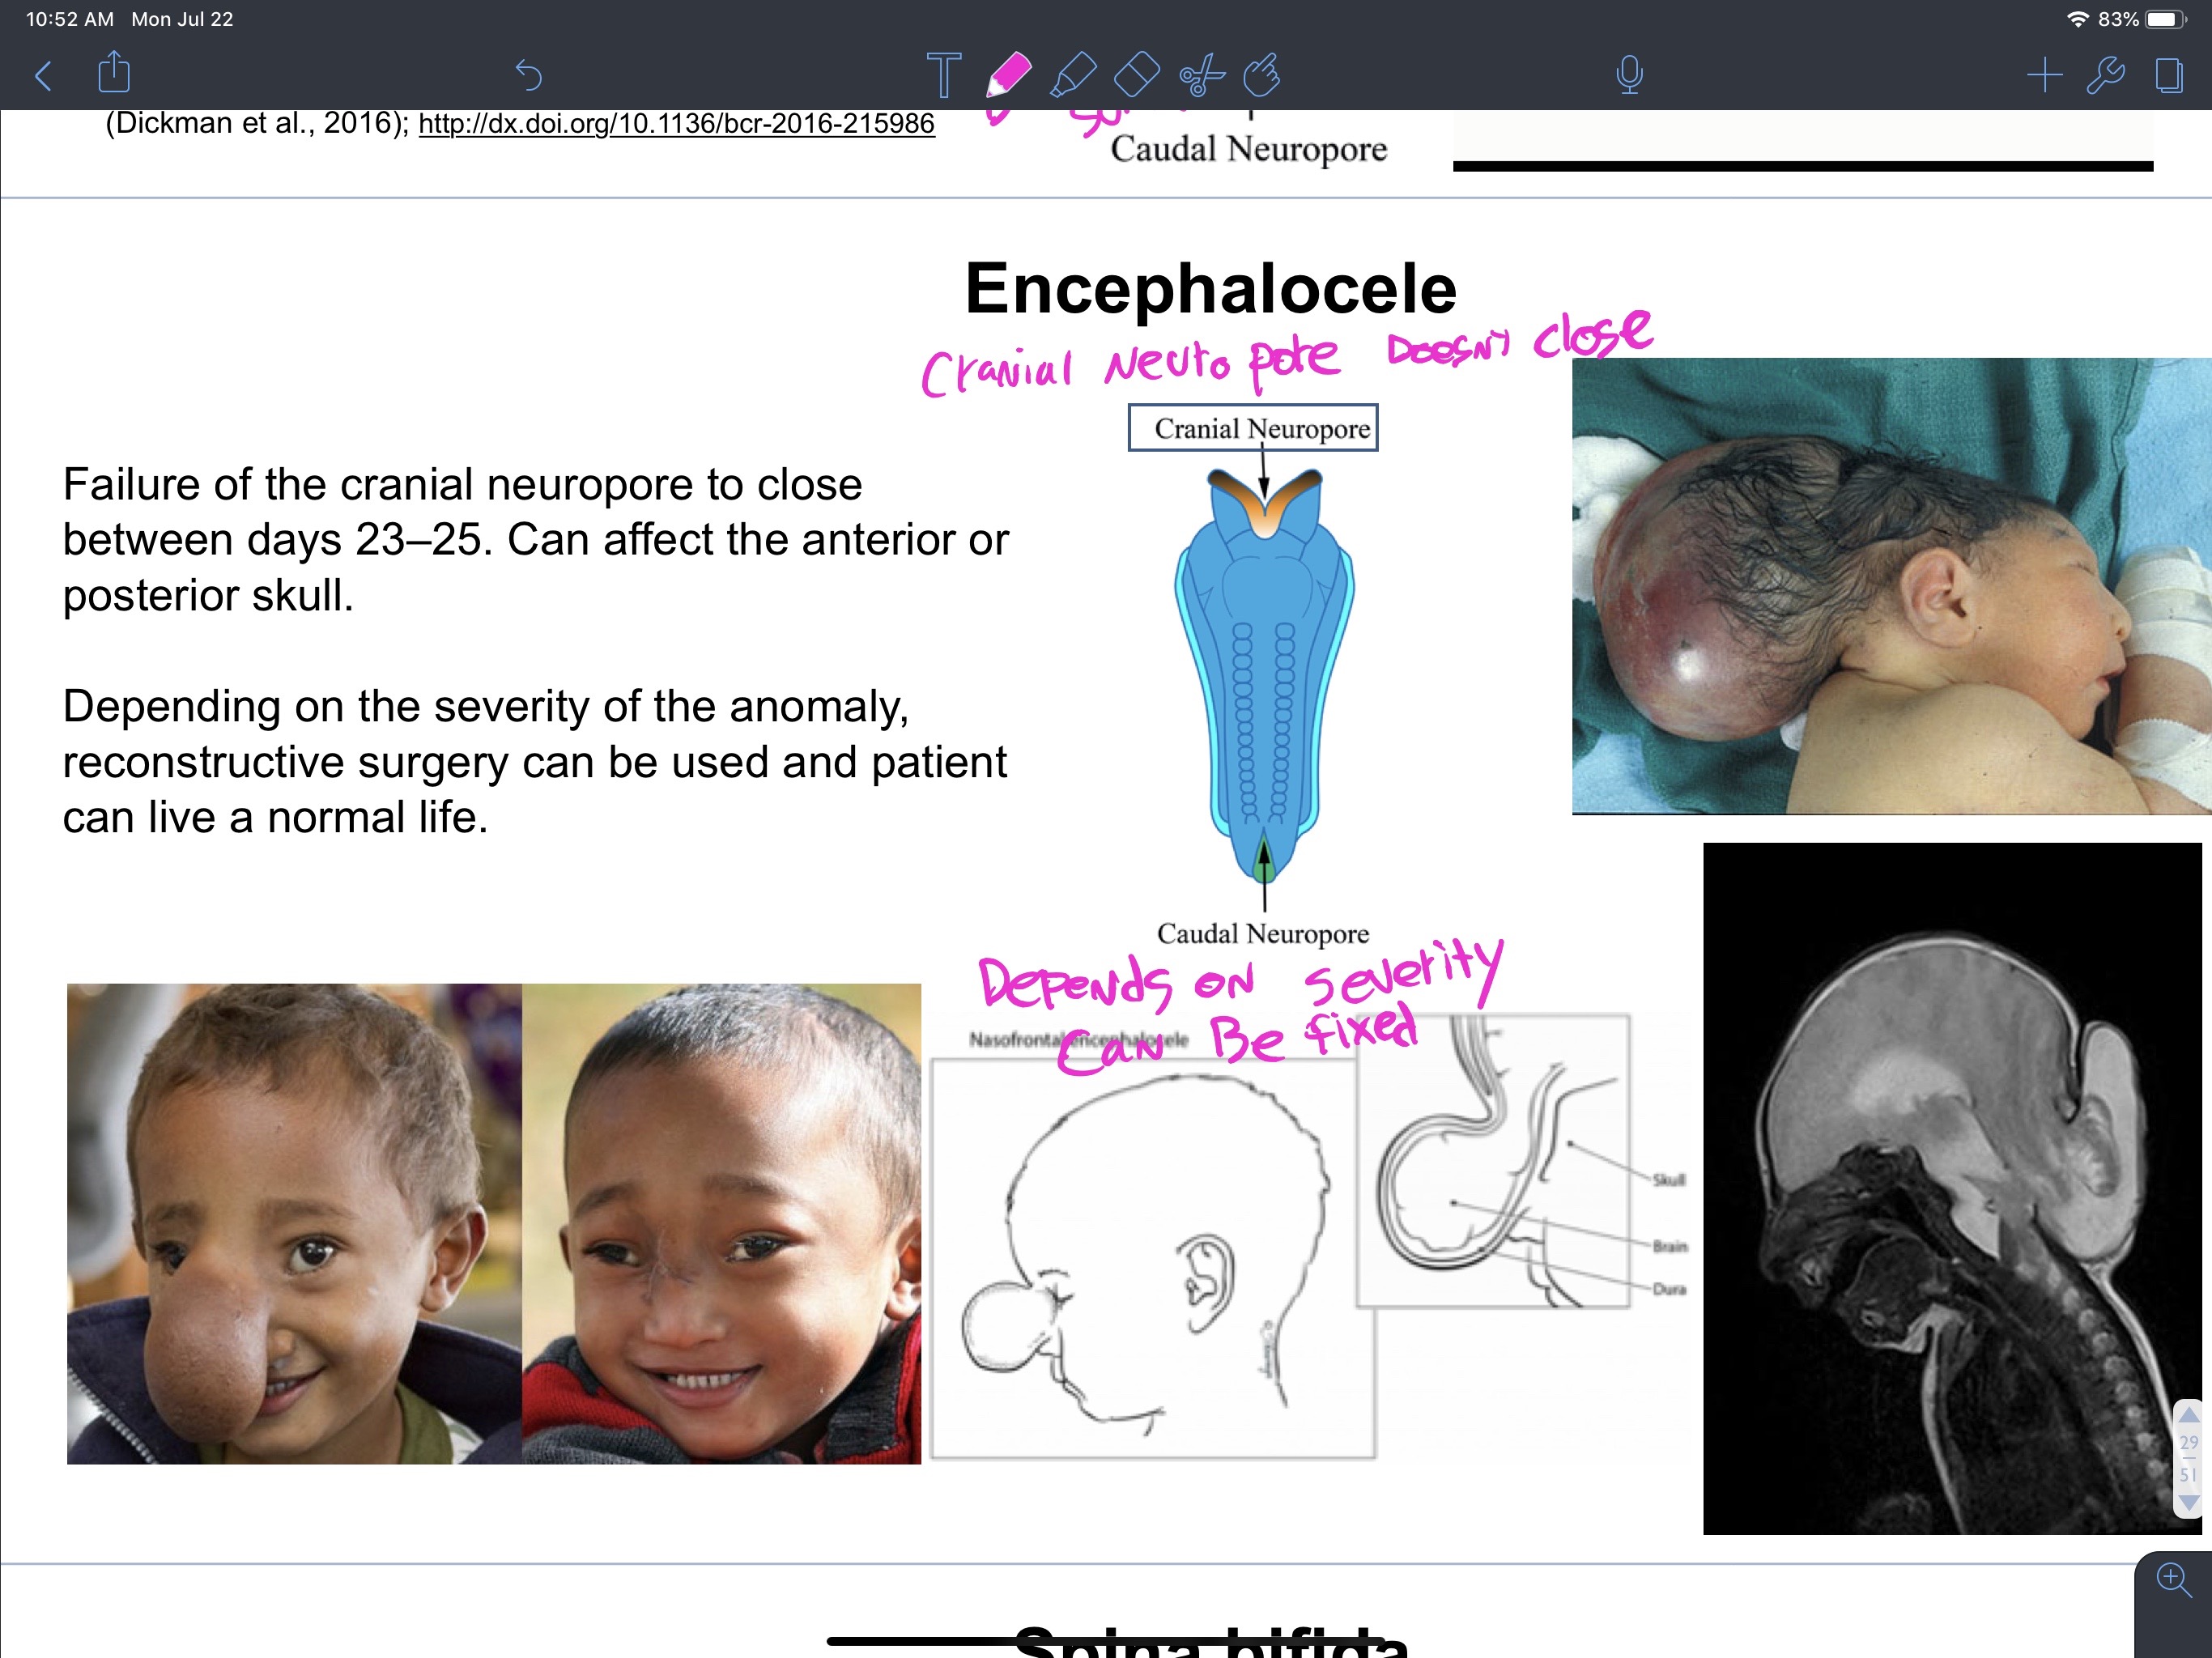 10:52 AM Mon Jul 22
83%
(Dickman et al., 2016); http://dx.doi.org/10.1136/bcr-2016-215986
Caudal Neuropore
Encephalocele
Cranial Neuro pore Doesn't close
Cranial Neuropore
Failure of the cranial neuropore to close
between days 23–25. Can affect the anterior or
posterior skull.
Depending on the severity of the anomaly,
reconstructive surgery can be used and patient
can live a normal life.
Caudal Neuropore
Depends on severity
Can Be fixed
Nasofrontal encephalocele
Skull
Brain
Dura
29
51
Spina bifida